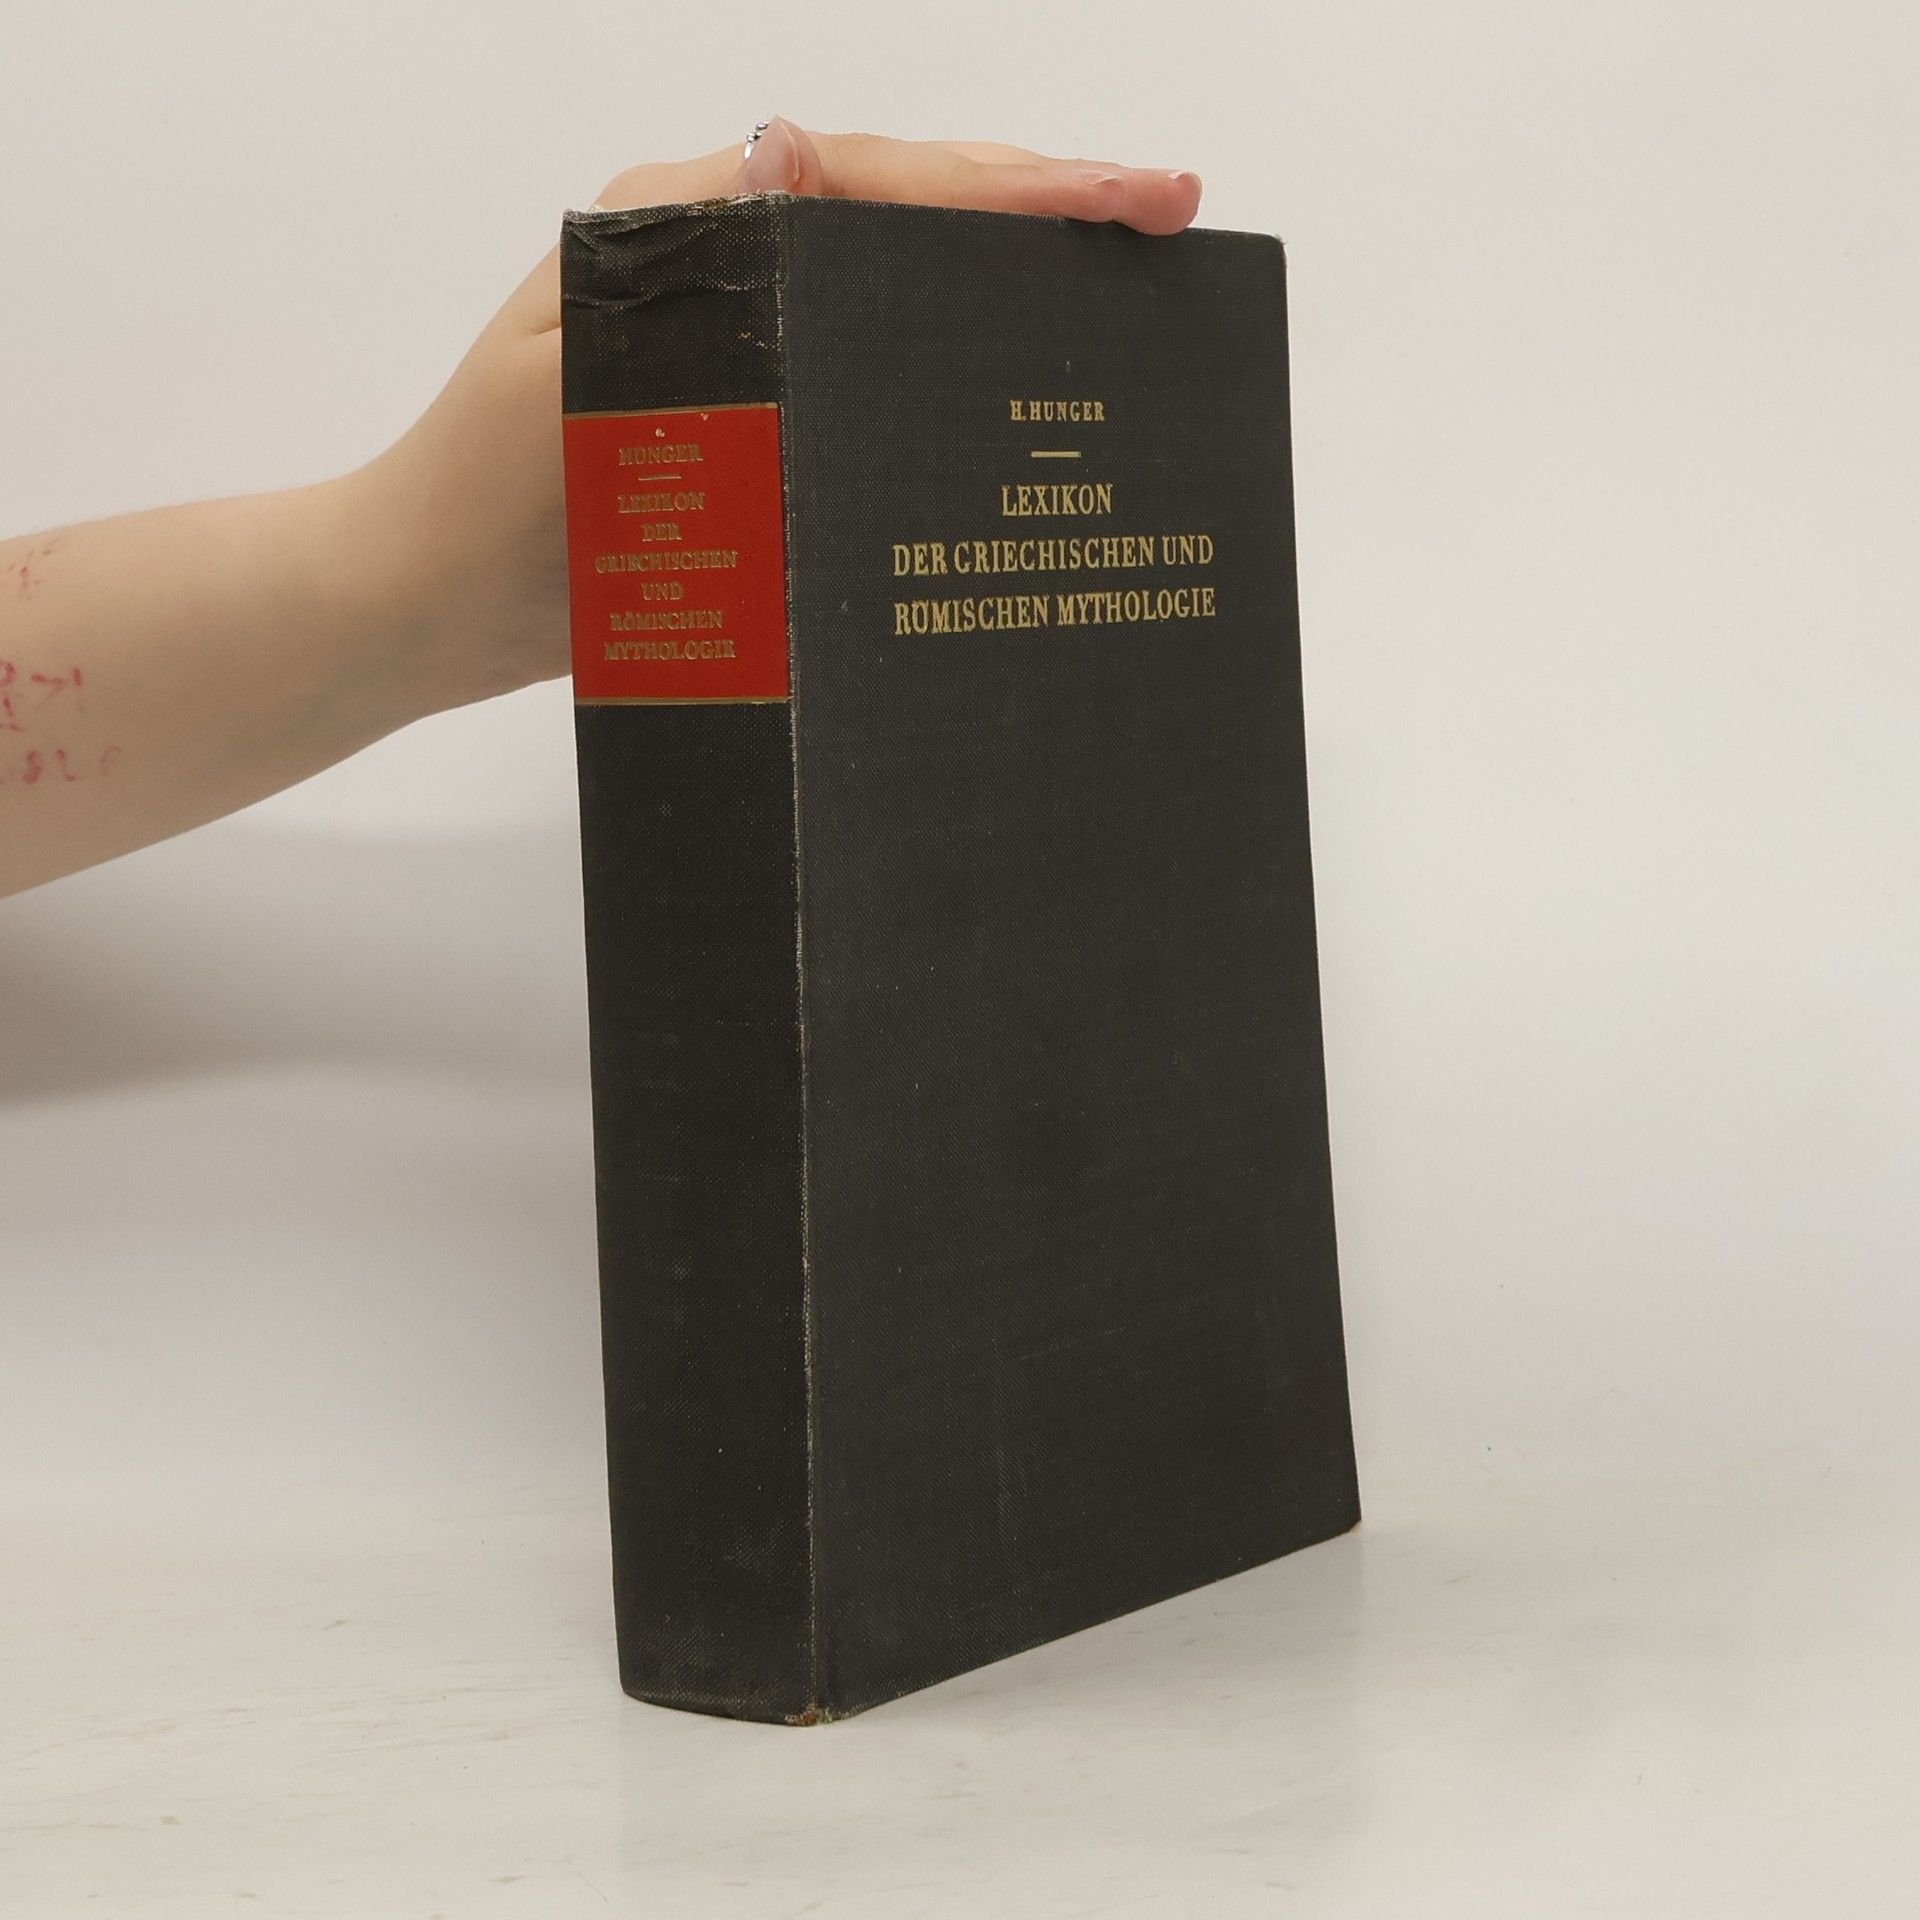 HUNGER
LEXIKON
DER
GRIECHISCHEN
UND
RÖMISCHEN
MYTHOLOGIE
H. HUNGER
LEXIKON
DER GRIECHISCHEN UND
RÖMISCHEN MYTHOLOGIE